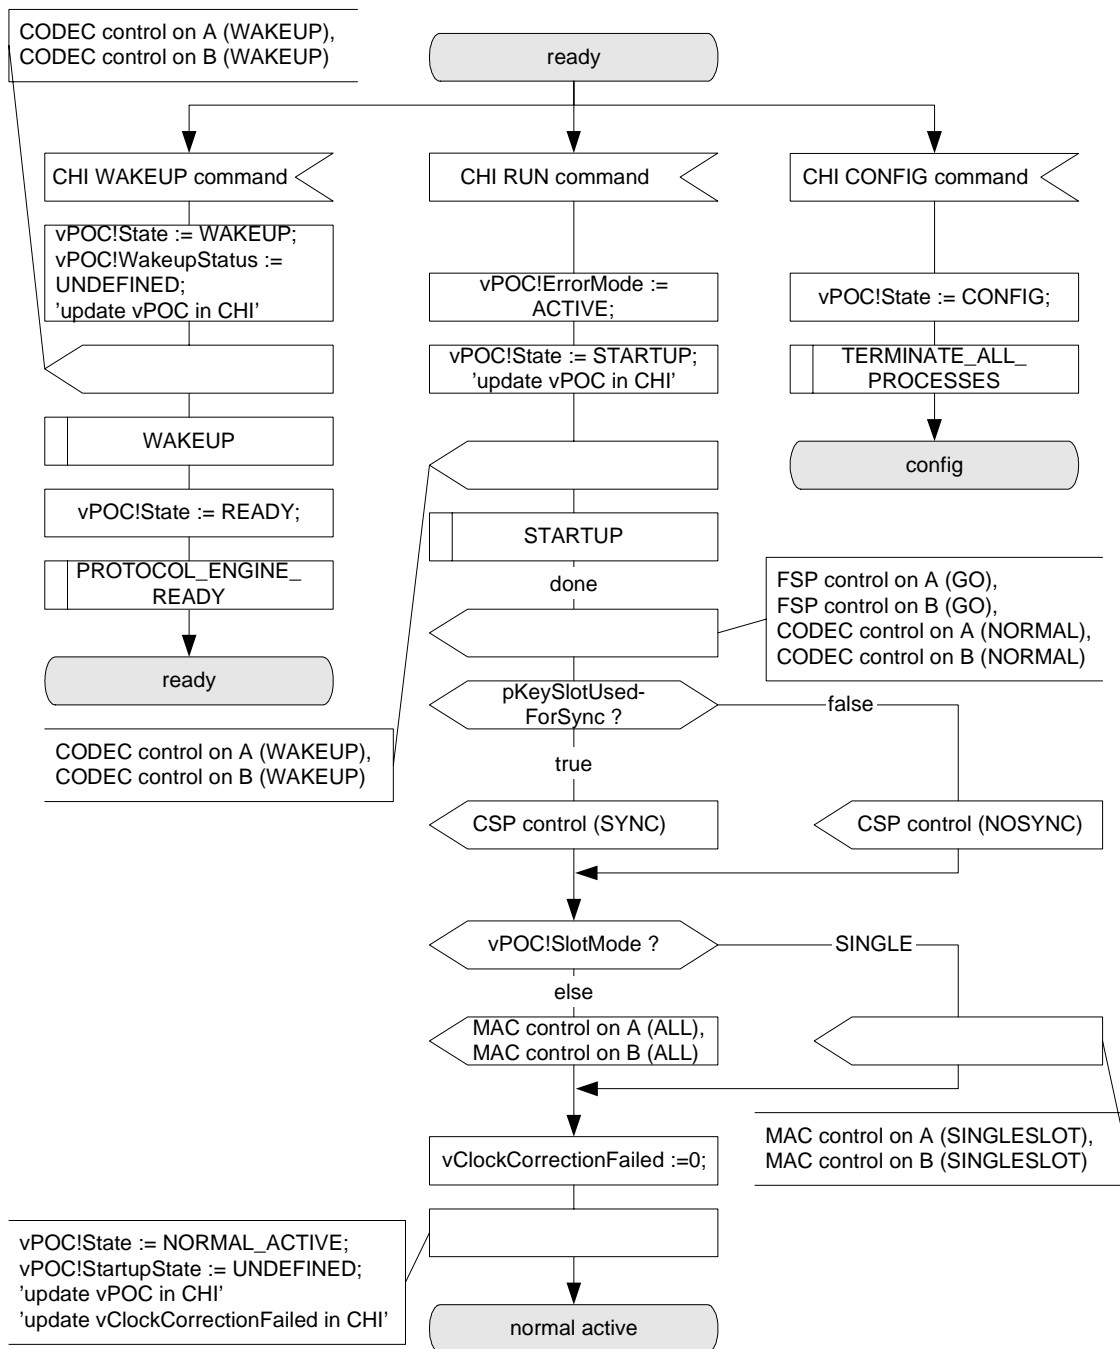 CODEC control on A (WAKEUP),
CODEC control on B (WAKEUP)
ready
CHI WAKEUP command
CHI RUN command
CHI CONFIG command
vPOC!State := WAKEUP;
vPOC!WakeupStatus :=
UNDEFINED;
’update vPOC in CHI’
vPOC!ErrorMode :=
ACTIVE;
vPOC!State := CONFIG;
vPOC!State := STARTUP;
’update vPOC in CHI’
TERMINATE_ALL_
PROCESSES
WAKEUP
config
vPOC!State := READY;
STARTUP
PROTOCOL_ENGINE_
READY
done
FSP control on A (GO),
FSP control on B (GO),
CODEC control on A (NORMAL),
CODEC control on B (NORMAL)
ready
pKeySlotUsed-
ForSync ?
false
CODEC control on A (WAKEUP),
CODEC control on B (WAKEUP)
true
CSP control (SYNC)
CSP control (NOSYNC)
vPOC!SlotMode ?
SINGLE
else
MAC control on A (ALL),
MAC control on B (ALL)
MAC control on A (SINGLESLOT),
MAC control on B (SINGLESLOT)
vClockCorrectionFailed :=0;
vPOC!State := NORMAL_ACTIVE;
vPOC!StartupState := UNDEFINED;
’update vPOC in CHI’
’update vClockCorrectionFailed in CHI’
normal active